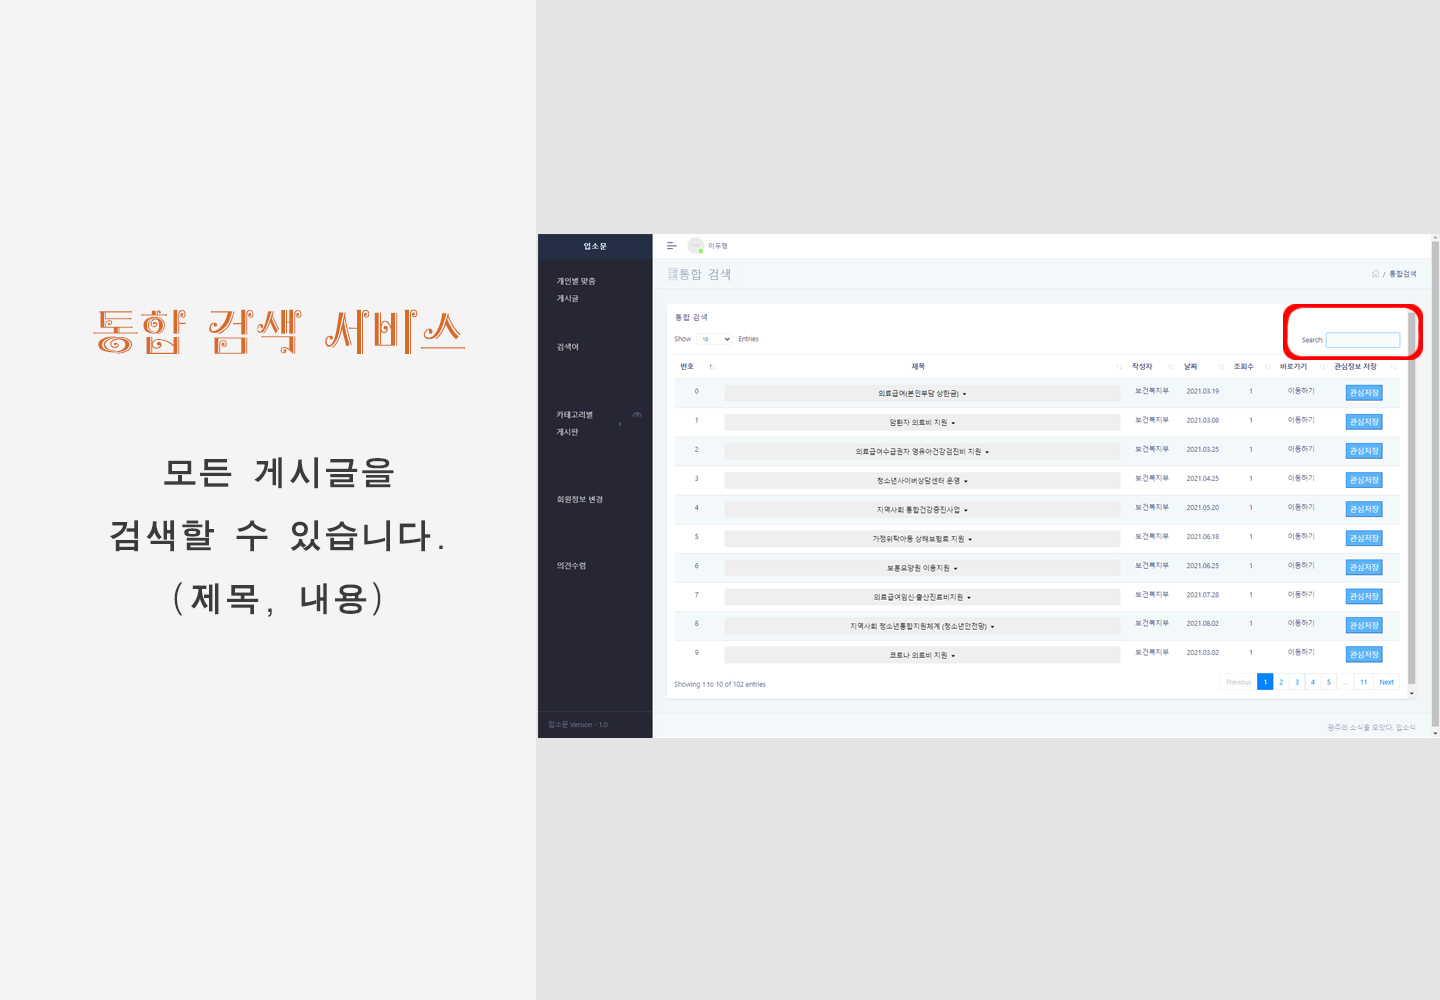 통합 검색 서비스
모든 게시글을
검색할 수 있습니다.
(제목, 내용)
입소문
이두행
개인별 맞춤
게시글
검색어
카테고리별
게시판
회원정보 변경
의견수렴
입소문 Version - 1.0
통합 검색
/ 통합검색
통합 검색
Show 10 Entries
Search:
번호 제목 작성자 날짜 조회수 바로가기 관심정보 저장
0 의료급여(본인부담 상한금) 보건복지부 2021.03.19 1 이동하기 관심저장
1 암환자 의료비 지원 보건복지부 2021.03.08 1 이동하기 관심저장
2 의료급여수급권자 영유아건강검진비 지원 보건복지부 2021.03.25 1 이동하기 관심저장
3 청소년사이버상담센터 운영 보건복지부 2021.04.25 1 이동하기 관심저장
4 지역사회 통합건강증진사업 보건복지부 2021.05.20 1 이동하기 관심저장
5 가정위탁아동 상해보험료 지원 보건복지부 2021.06.18 1 이동하기 관심저장
6 보훈요양원 이용지원 보건복지부 2021.06.25 1 이동하기 관심저장
7 의료급여임신·출산진료비지원 보건복지부 2021.07.28 1 이동하기 관심저장
8 지역사회 청소년통합지원체계 (청소년안전망) 보건복지부 2021.08.02 1 이동하기 관심저장
9 코로나 의료비 지원 보건복지부 2021.03.02 1 이동하기 관심저장
Showing 1 to 10 of 102 entries
Previous 1 2 3 4 5 ... 11 Next
광주의 소식을 모았다, 입소식